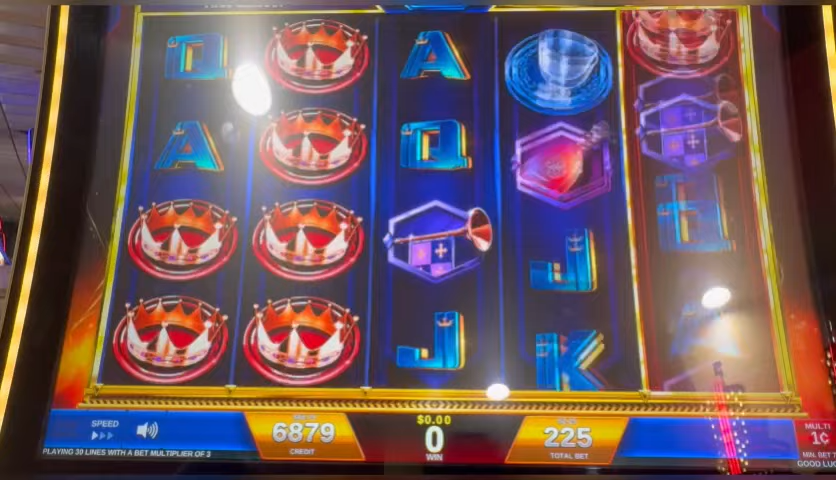 Q
A
A
Q
J
J
K
SPEED
6879
CREDIT
$0.00
0
WIN
225
TOTAL BET
MULTI
1¢
PLAYING 30 LINES WITH A BET MULTIPLIER OF 3
GOOD LUC